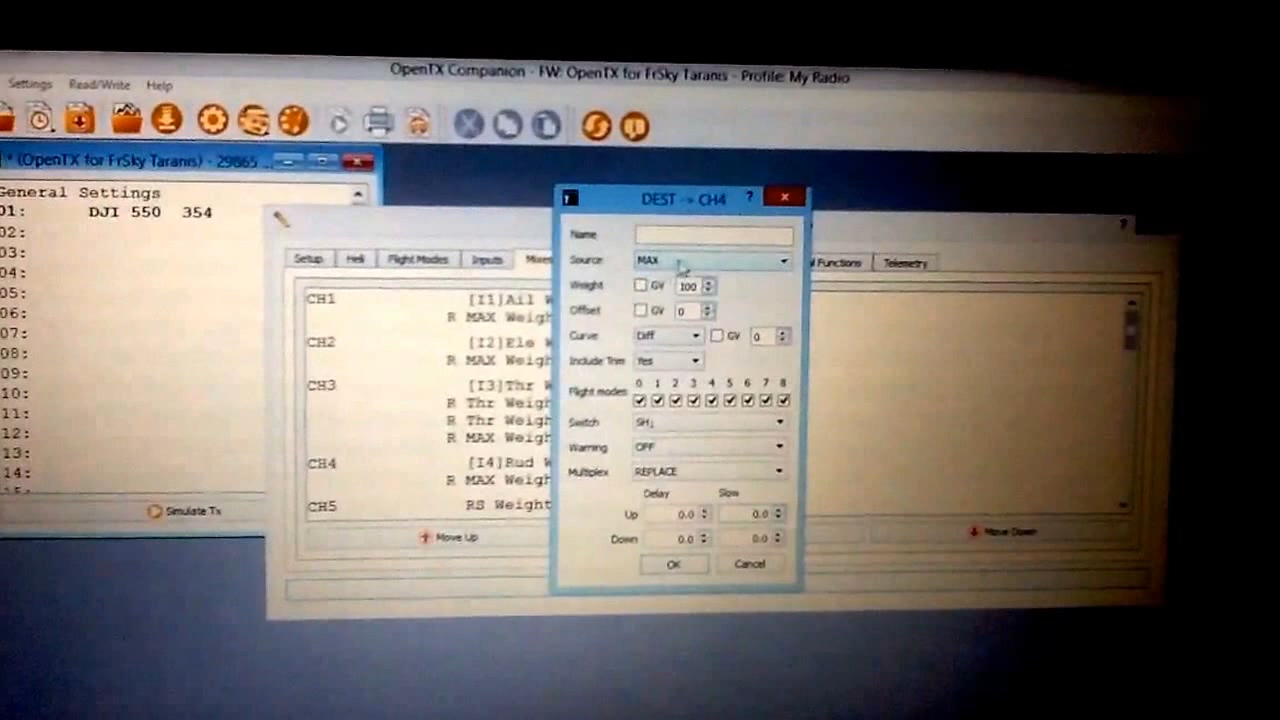 OpenTX Companion - FW: OpenTX for FrSky Taranis - Profile: My Radio
Settings Read/Write Help
* (OpenTX for FrSky Taranis) - 29865 ...
General Settings
01: DJI 550 354
02:
03:
04:
05:
06:
07:
08:
09:
10:
11:
12:
13:
14:
15:
Simulate Tx
Setup Heli Flight Modes Inputs Mixes Functions Telemetry
CH1 [I1]Ail W
R MAX Weigh
CH2 [I2]Ele W
R MAX Weigh
CH3 [I3]Thr W
R Thr Weigh
R Thr Weigh
R MAX Weigh
CH4 [I4]Rud W
R MAX Weigh
CH5 RS Weight
Move Up
Move Down
DEST -> CH4 ?
Name
Source MAX
Weight GV 100
Offset GV 0
Curve Diff GV 0
Include Trim Yes
0 1 2 3 4 5 6 7 8
Flight modes
Switch SH↓
Warning OFF
Multiplex REPLACE
Delay Slow
Up 0.0 0.0
Down 0.0 0.0
OK Cancel